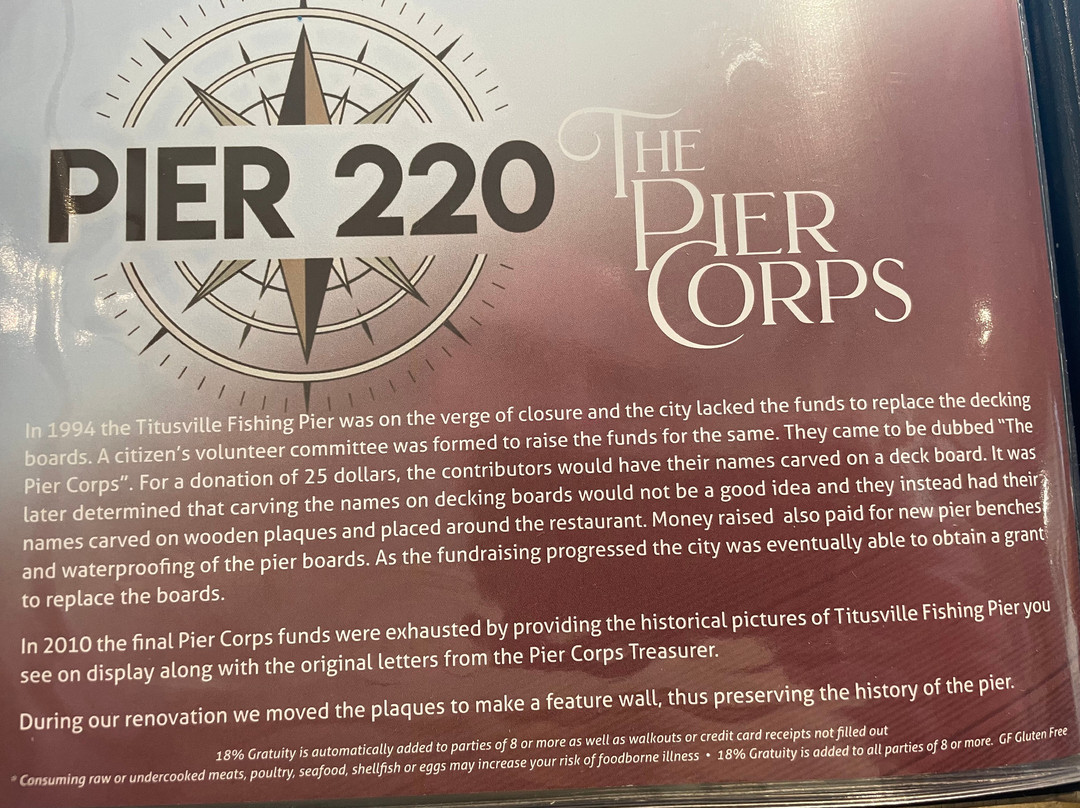 PIER 220
THE
PIER
CORPS
In 1994 the Titusville Fishing Pier was on the verge of closure and the city lacked the funds to replace the decking
boards. A citizen's volunteer committee was formed to raise the funds for the same. They came to be dubbed "The
Pier Corps". For a donation of 25 dollars, the contributors would have their names carved on a deck board. It was
later determined that carving the names on decking boards would not be a good idea and they instead had their
names carved on wooden plaques and placed around the restaurant. Money raised also paid for new pier benches
and waterproofing of the pier boards. As the fundraising progressed the city was eventually able to obtain a grant
to replace the boards.
In 2010 the final Pier Corps funds were exhausted by providing the historical pictures of Titusville Fishing Pier you
see on display along with the original letters from the Pier Corps Treasurer.
During our renovation we moved the plaques to make a feature wall, thus preserving the history of the pier.
18% Gratuity is automatically added to parties of 8 or more as well as walkouts or credit card receipts not filled out
* Consuming raw or undercooked meats, poultry, seafood, shellfish or eggs may increase your risk of foodborne illness • 18% Gratuity is added to all parties of 8 or more. GF Gluten Free